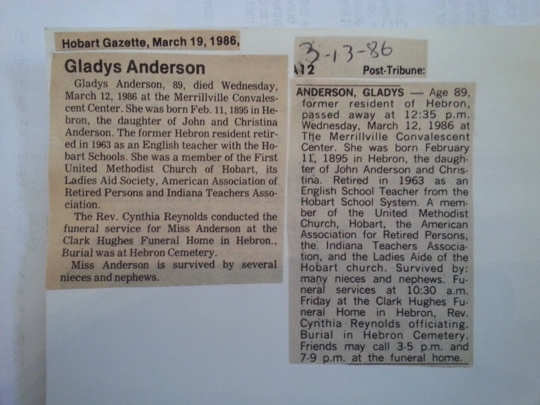 Hobart Gazette, March 19, 1986,
Gladys Anderson
Gladys Anderson, 89, died Wednesday,
March 12, 1986 at the Merrillville Convales-
cent Center. She was born Feb. 11, 1895 in He-
bron, the daughter of John and Christina
Anderson. The former Hebron resident retir-
ed in 1963 as an English teacher with the Ho-
bart Schools. She was a member of the First
United Methodist Church of Hobart, its
Ladies Aid Society, American Association of
Retired Persons and Indiana Teachers Asso-
ciation.
The Rev. Cynthia Reynolds conducted the
funeral service for Miss Anderson at the
Clark Hughes Funeral Home in Hebron.,
Burial was at Hebron Cemetery.
Miss Anderson is survived by several
nieces and nephews.
3-13-86
A12 Post-Tribune:
ANDERSON, GLADYS — Age 89,
former resident of Hebron,
passed away at 12:35 p.m.
Wednesday, March 12, 1986 at
The Merrillville Convalescent
Center. She was born February
11, 1895 in Hebron, the daugh-
ter of John Anderson and Chris-
tina. Retired in 1963 as an
English School Teacher from the
Hobart School System. A mem-
ber of the United Methodist
Church, Hobart, the American
Association for Retired Persons,
the Indiana Teachers Associa-
tion, and the Ladies Aide of the
Hobart church. Survived by:
many nieces and nephews. Fu-
neral services at 10:30 a.m.
Friday at the Clark Hughes Fu-
neral Home in Hebron, Rev.
Cynthia Reynolds officiating.
Burial in Hebron Cemetery.
Friends may call 3-5 p.m. and
7-9 p.m. at the funeral home.